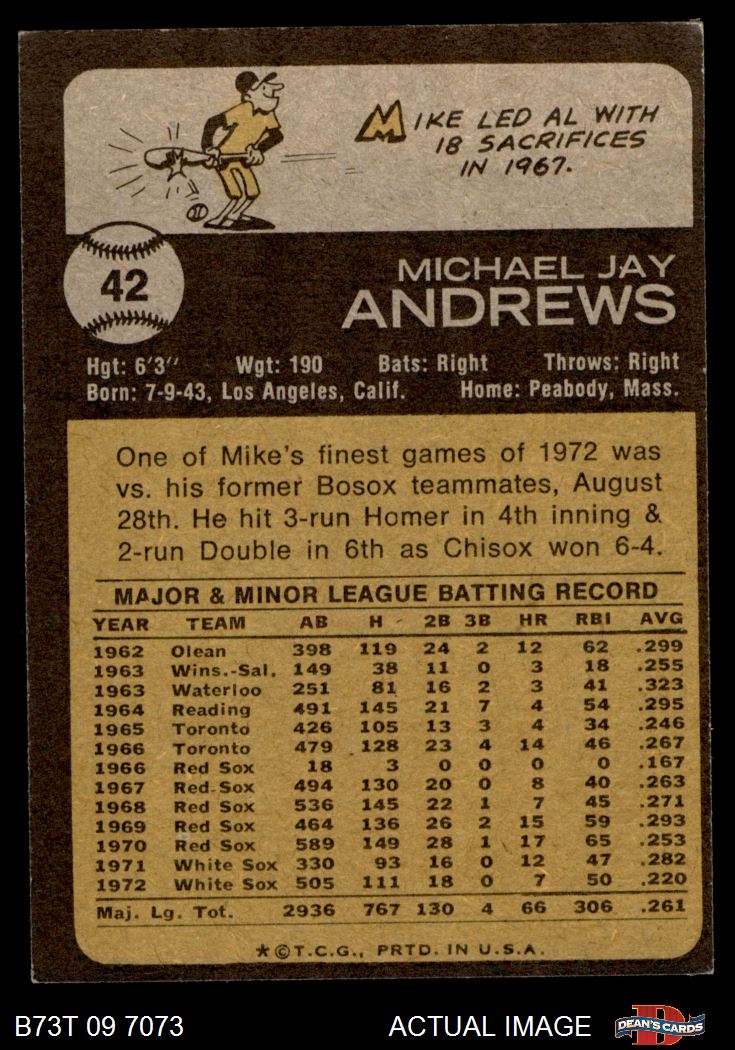 MIKE LED AL WITH
18 SACRIFICES
IN 1967.
42
MICHAEL JAY
ANDREWS
Hgt: 6'3" Wgt: 190 Bats: Right Throws: Right
Born: 7-9-43, Los Angeles, Calif. Home: Peabody, Mass.
One of Mike's finest games of 1972 was
vs. his former Bosox teammates, August
28th. He hit 3-run Homer in 4th inning &
2-run Double in 6th as Chisox won 6-4.
MAJOR & MINOR LEAGUE BATTING RECORD
YEAR TEAM AB H 2B 3B HR RBI AVG
1962 Olean 398 119 24 2 12 62 .299
1963 Wins.-Sal. 149 38 11 0 3 18 .255
1963 Waterloo 251 81 16 2 3 41 .323
1964 Reading 491 145 21 7 4 54 .295
1965 Toronto 426 105 13 3 4 34 .246
1966 Toronto 479 128 23 4 14 46 .267
1966 Red Sox 18 3 0 0 0 0 .167
1967 Red Sox 494 130 20 0 8 40 .263
1968 Red Sox 536 145 22 1 7 45 .271
1969 Red Sox 464 136 26 2 15 59 .293
1970 Red Sox 589 149 28 1 17 65 .253
1971 White Sox 330 93 16 0 12 47 .282
1972 White Sox 505 111 18 0 7 50 .220
Maj. Lg. Tot. 2936 767 130 4 66 306 .261
★©T.C.G., PRTD. IN U.S.A.
B73T 09 7073 ACTUAL IMAGE DEAN'S CARDS